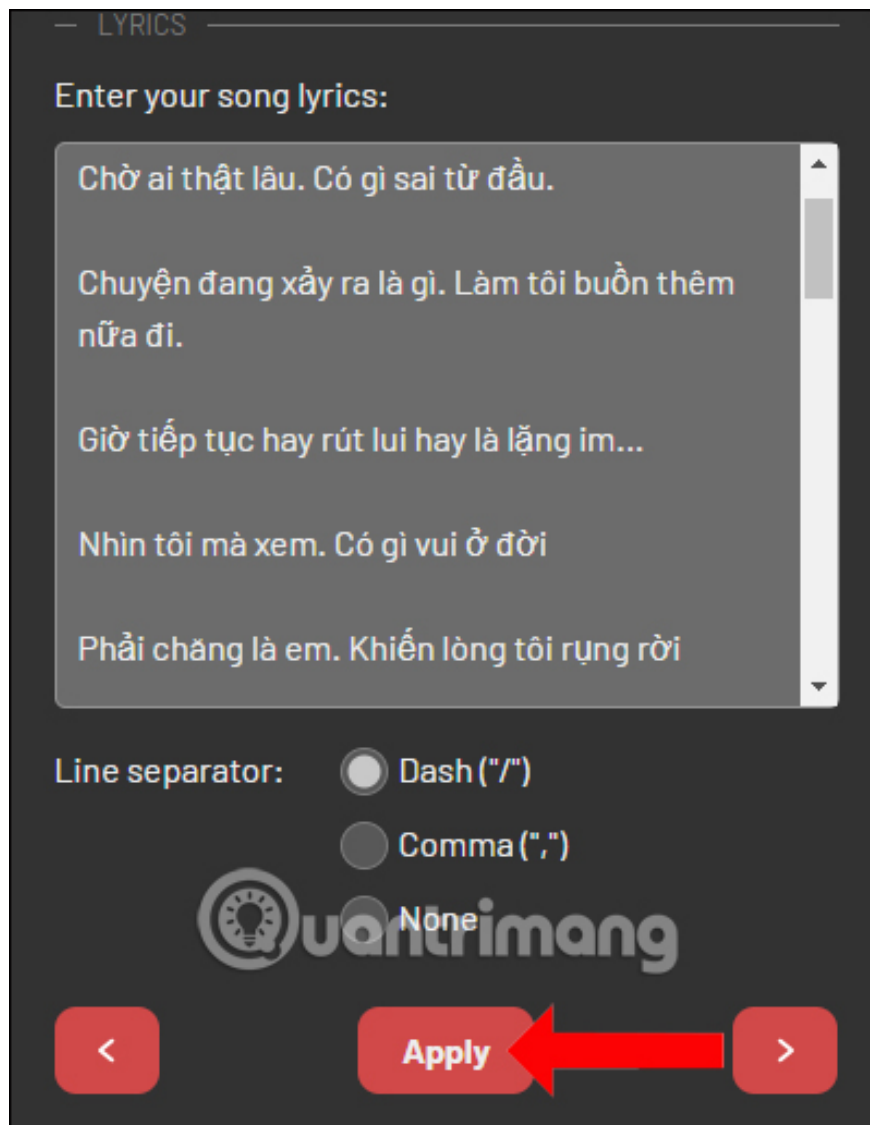 LYRICS
Enter your song lyrics:
Chờ ai thật lâu. Có gì sai từ đầu.
Chuyện đang xảy ra là gì. Làm tôi buồn thêm
nữa đi.
Giờ tiếp tục hay rút lui hay là lặng im...
Nhìn tôi mà xem. Có gì vui ở đời
Phải chăng là em. Khiến lòng tôi rụng rời
Line separator:
Dash ("/")
Comma (",")
None
Quantrimang
<
Apply
>